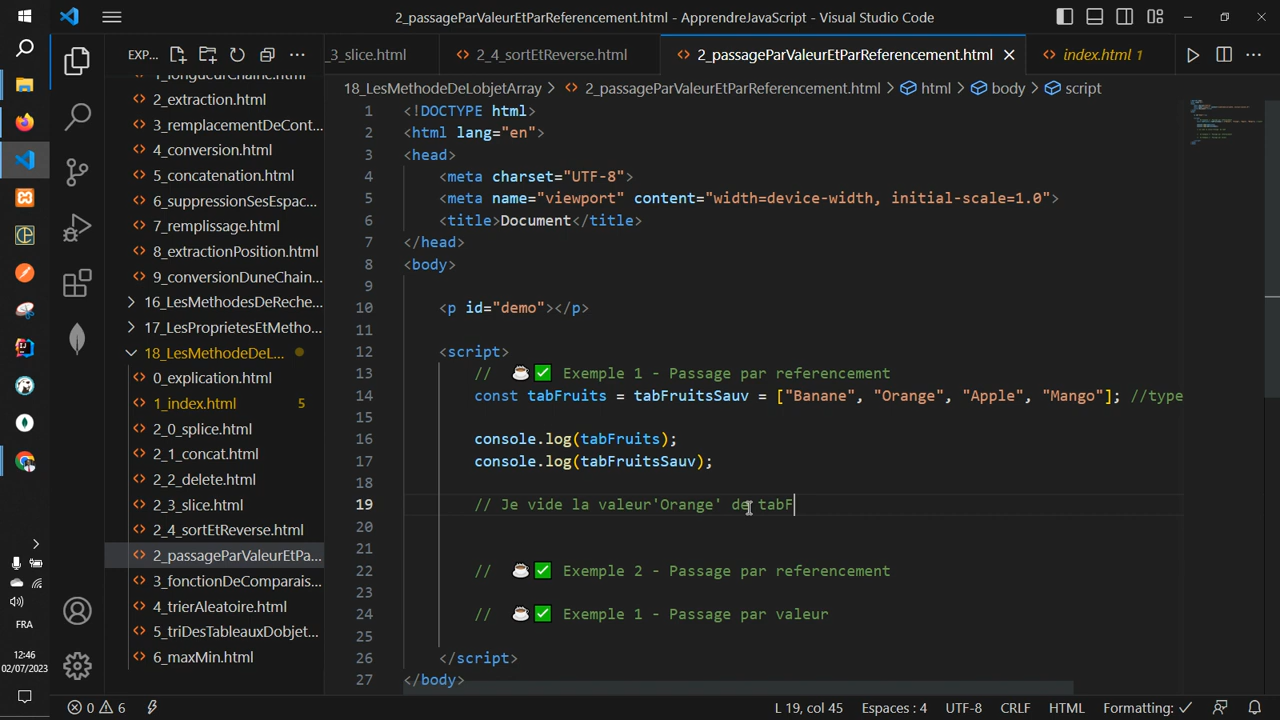 2_passageParValeurEtParReferencement.html - ApprendreJavaScript - Visual Studio Code
EXP...
_3_slice.html
2_4_sortEtReverse.html
2_passageParValeurEtParReferencement.html
index.html 1
18_LesMethodeDeLobjetArray > 2_passageParValeurEtParReferencement.html > html > body > script
1_longueurChaine.html
2_extraction.html
3_remplacementDeCont...
4_conversion.html
5_concatenation.html
6_suppressionSesEspac...
7_remplissage.html
8_extractionPosition.html
9_conversionDuneChain...
16_LesMethodesDeReche...
17_LesProprietesEtMetho...
18_LesMethodeDeL...
0_explication.html
1_index.html 5
2_0_splice.html
2_1_concat.html
2_2_delete.html
2_3_slice.html
2_4_sortEtReverse.html
2_passageParValeurEtPa...
3_fonctionDeComparais...
4_trierAleatoire.html
5_triDesTableauxDobjet...
6_maxMin.html
1 <!DOCTYPE html>
2 <html lang="en">
3 <head>
4 <meta charset="UTF-8">
5 <meta name="viewport" content="width=device-width, initial-scale=1.0">
6 <title>Document</title>
7 </head>
8 <body>
9
10 <p id="demo"></p>
11
12 <script>
13 // ☕✅ Exemple 1 - Passage par referencement
14 const tabFruits = tabFruitsSauv = ["Banane", "Orange", "Apple", "Mango"]; //type
15
16 console.log(tabFruits);
17 console.log(tabFruitsSauv);
18
19 // Je vide la valeur'Orange' de tabF
20
21
22 // ☕✅ Exemple 2 - Passage par referencement
23
24 // ☕✅ Exemple 1 - Passage par valeur
25
26 </script>
27 </body>
FRA
12:46
02/07/2023
0 6
L 19, col 45
Espaces : 4
UTF-8
CRLF
HTML
Formatting: ✓